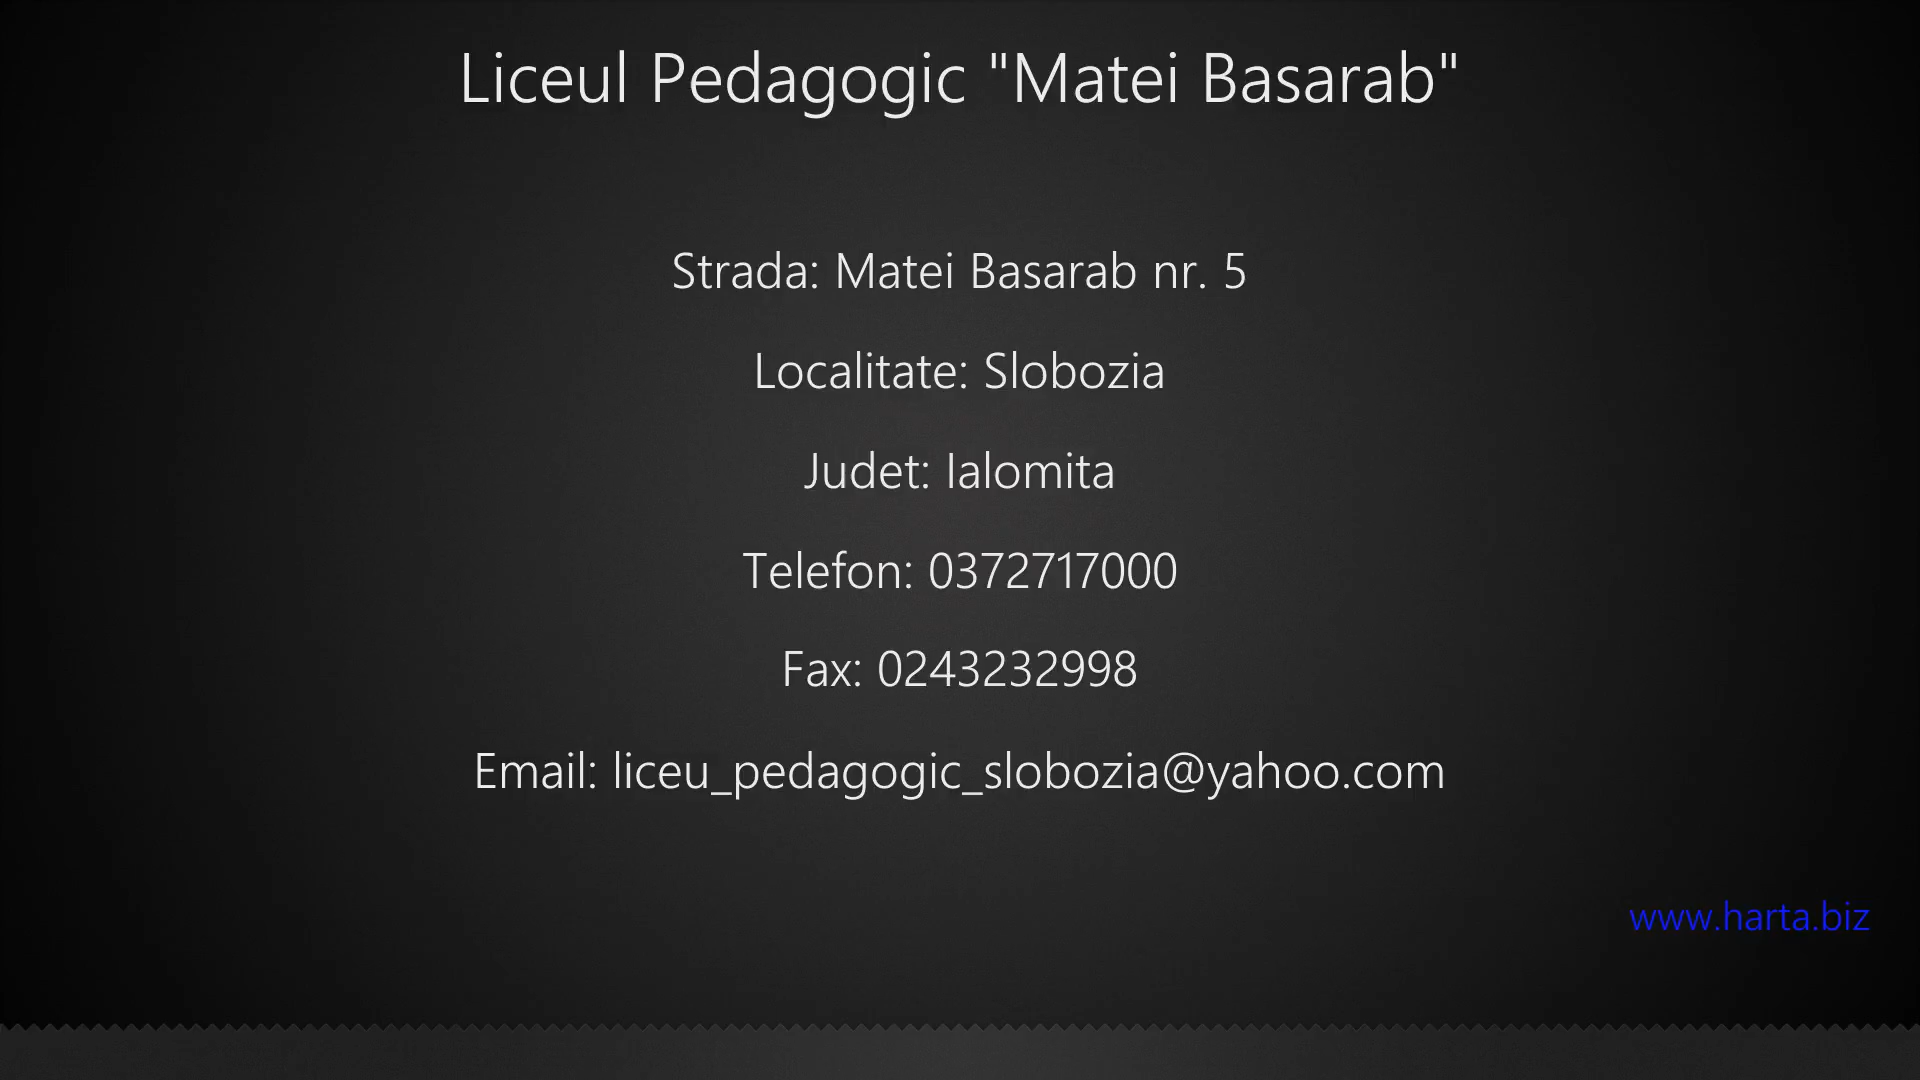 Liceul Pedagogic "Matei Basarab"
Strada: Matei Basarab nr. 5
Localitate: Slobozia
Judet: Ialomita
Telefon: 0372717000
Fax: 0243232998
Email: liceu_pedagogic_slobozia@yahoo.com
www.harta.biz